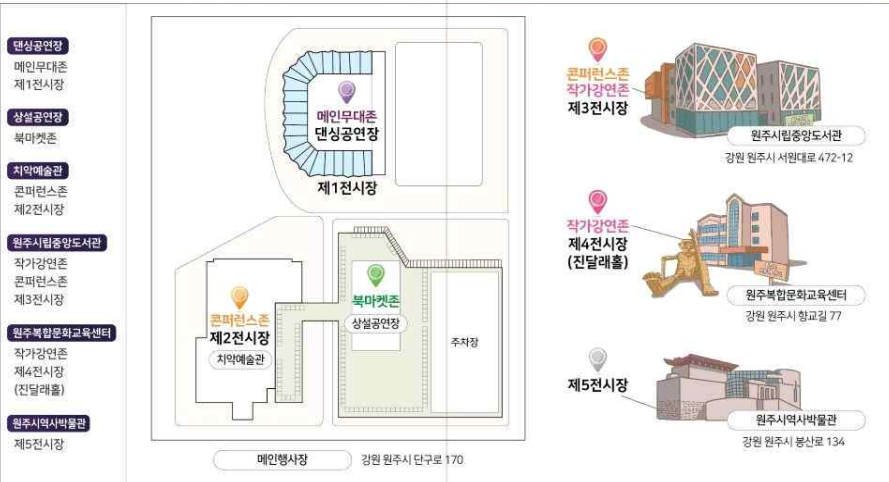 댄싱공연장
메인무대존
제1전시장
상설공연장
북마켓존
치악예술관
콘퍼런스존
제2전시장
원주시립중앙도서관
작가강연존
콘퍼런스존
제3전시장
원주복합문화교육센터
작가강연존
제4전시장
(진달래홀)
원주시역사박물관
제5전시장
메인무대존
댄싱공연장
제1전시장
콘퍼런스존
제2전시장
치악예술관
북마켓존
상설공연장
주차장
메인행사장
강원 원주시 단구로 170
콘퍼런스존
작가강연존
제3전시장
원주시립중앙도서관
강원 원주시 서원대로 472-12
작가강연존
제4전시장
(진달래홀)
원주복합문화교육센터
강원 원주시 향교길 77
제5전시장
원주시역사박물관
강원 원주시 봉산로 134